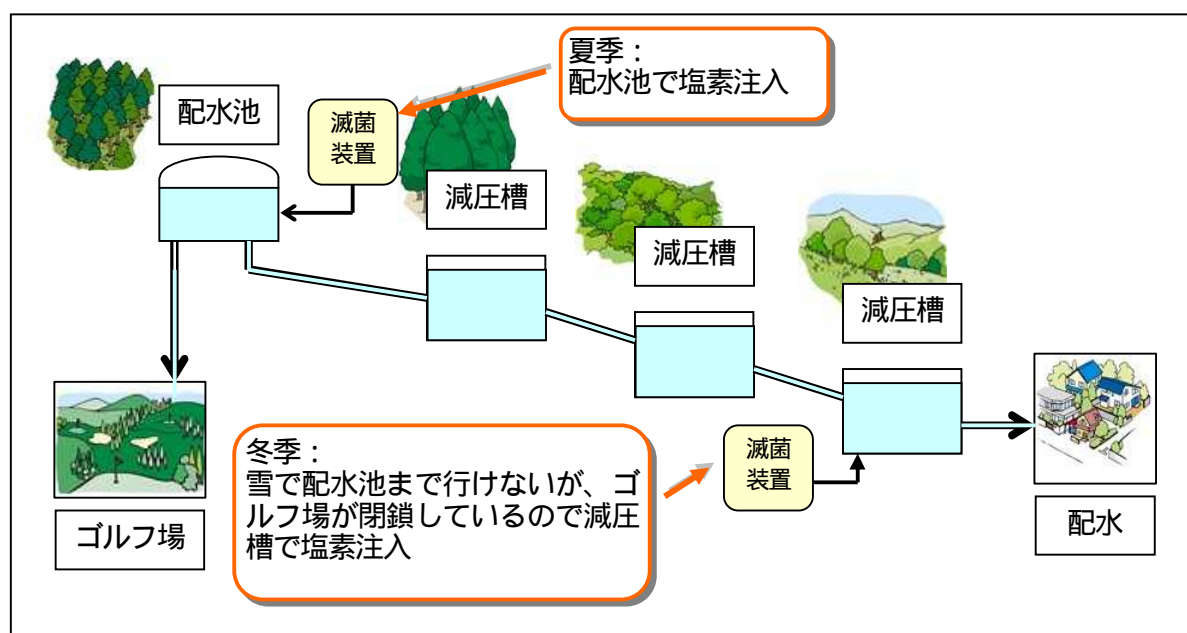 夏季：
配水池で塩素注入
配水池
滅菌
装置
減圧槽
減圧槽
減圧槽
冬季：
雪で配水池まで行けないが、ゴ
ルフ場が閉鎖しているので減圧
槽で塩素注入
滅菌
装置
ゴルフ場
配水